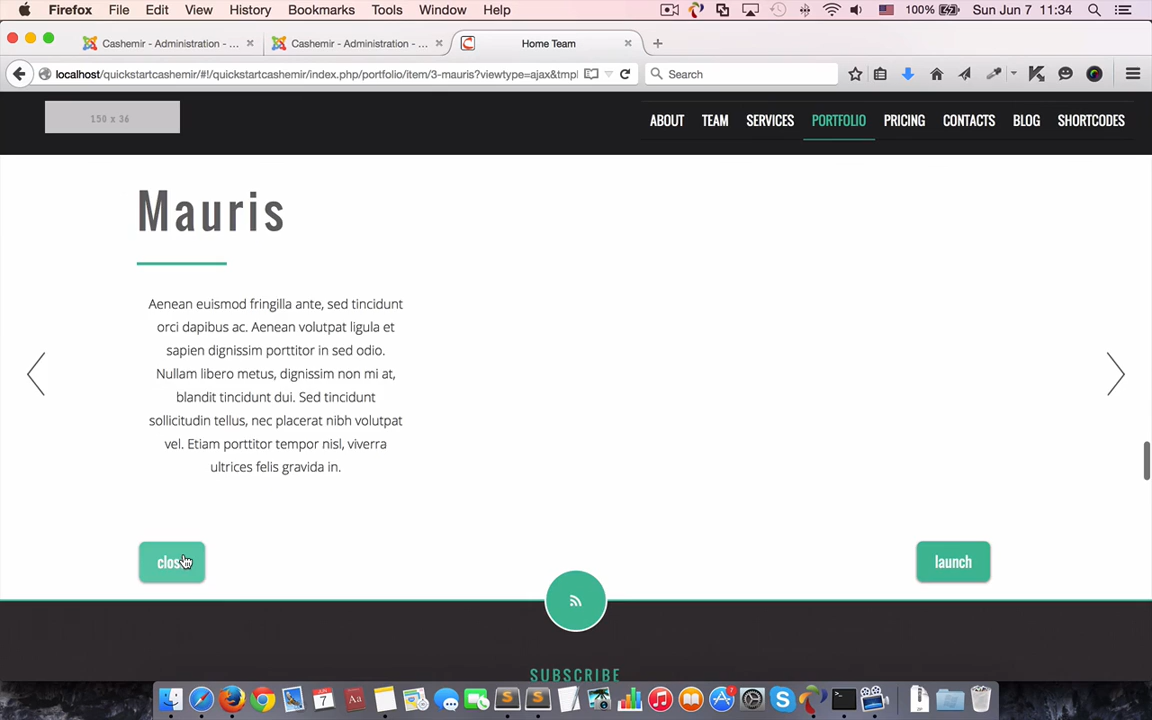 Firefox File Edit View History Bookmarks Tools Window Help 100% Sun Jun 7 11:34
Cashemir - Administration - ... Cashemir - Administration - ... Home Team
localhost/quickstartcashemir/#!/quickstartcashemir/index.php/portfolio/item/3-mauris?viewtype=ajax&tmpl Search
150 x 36
ABOUT TEAM SERVICES PORTFOLIO PRICING CONTACTS BLOG SHORTCODES
Mauris
Aenean euismod fringilla ante, sed tincidunt
orci dapibus ac. Aenean volutpat ligula et
sapien dignissim porttitor in sed odio.
Nullam libero metus, dignissim non mi at,
blandit tincidunt dui. Sed tincidunt
sollicitudin tellus, nec placerat nibh volutpat
vel. Etiam porttitor tempor nisl, viverra
ultrices felis gravida in.
close launch
SUBSCRIBE